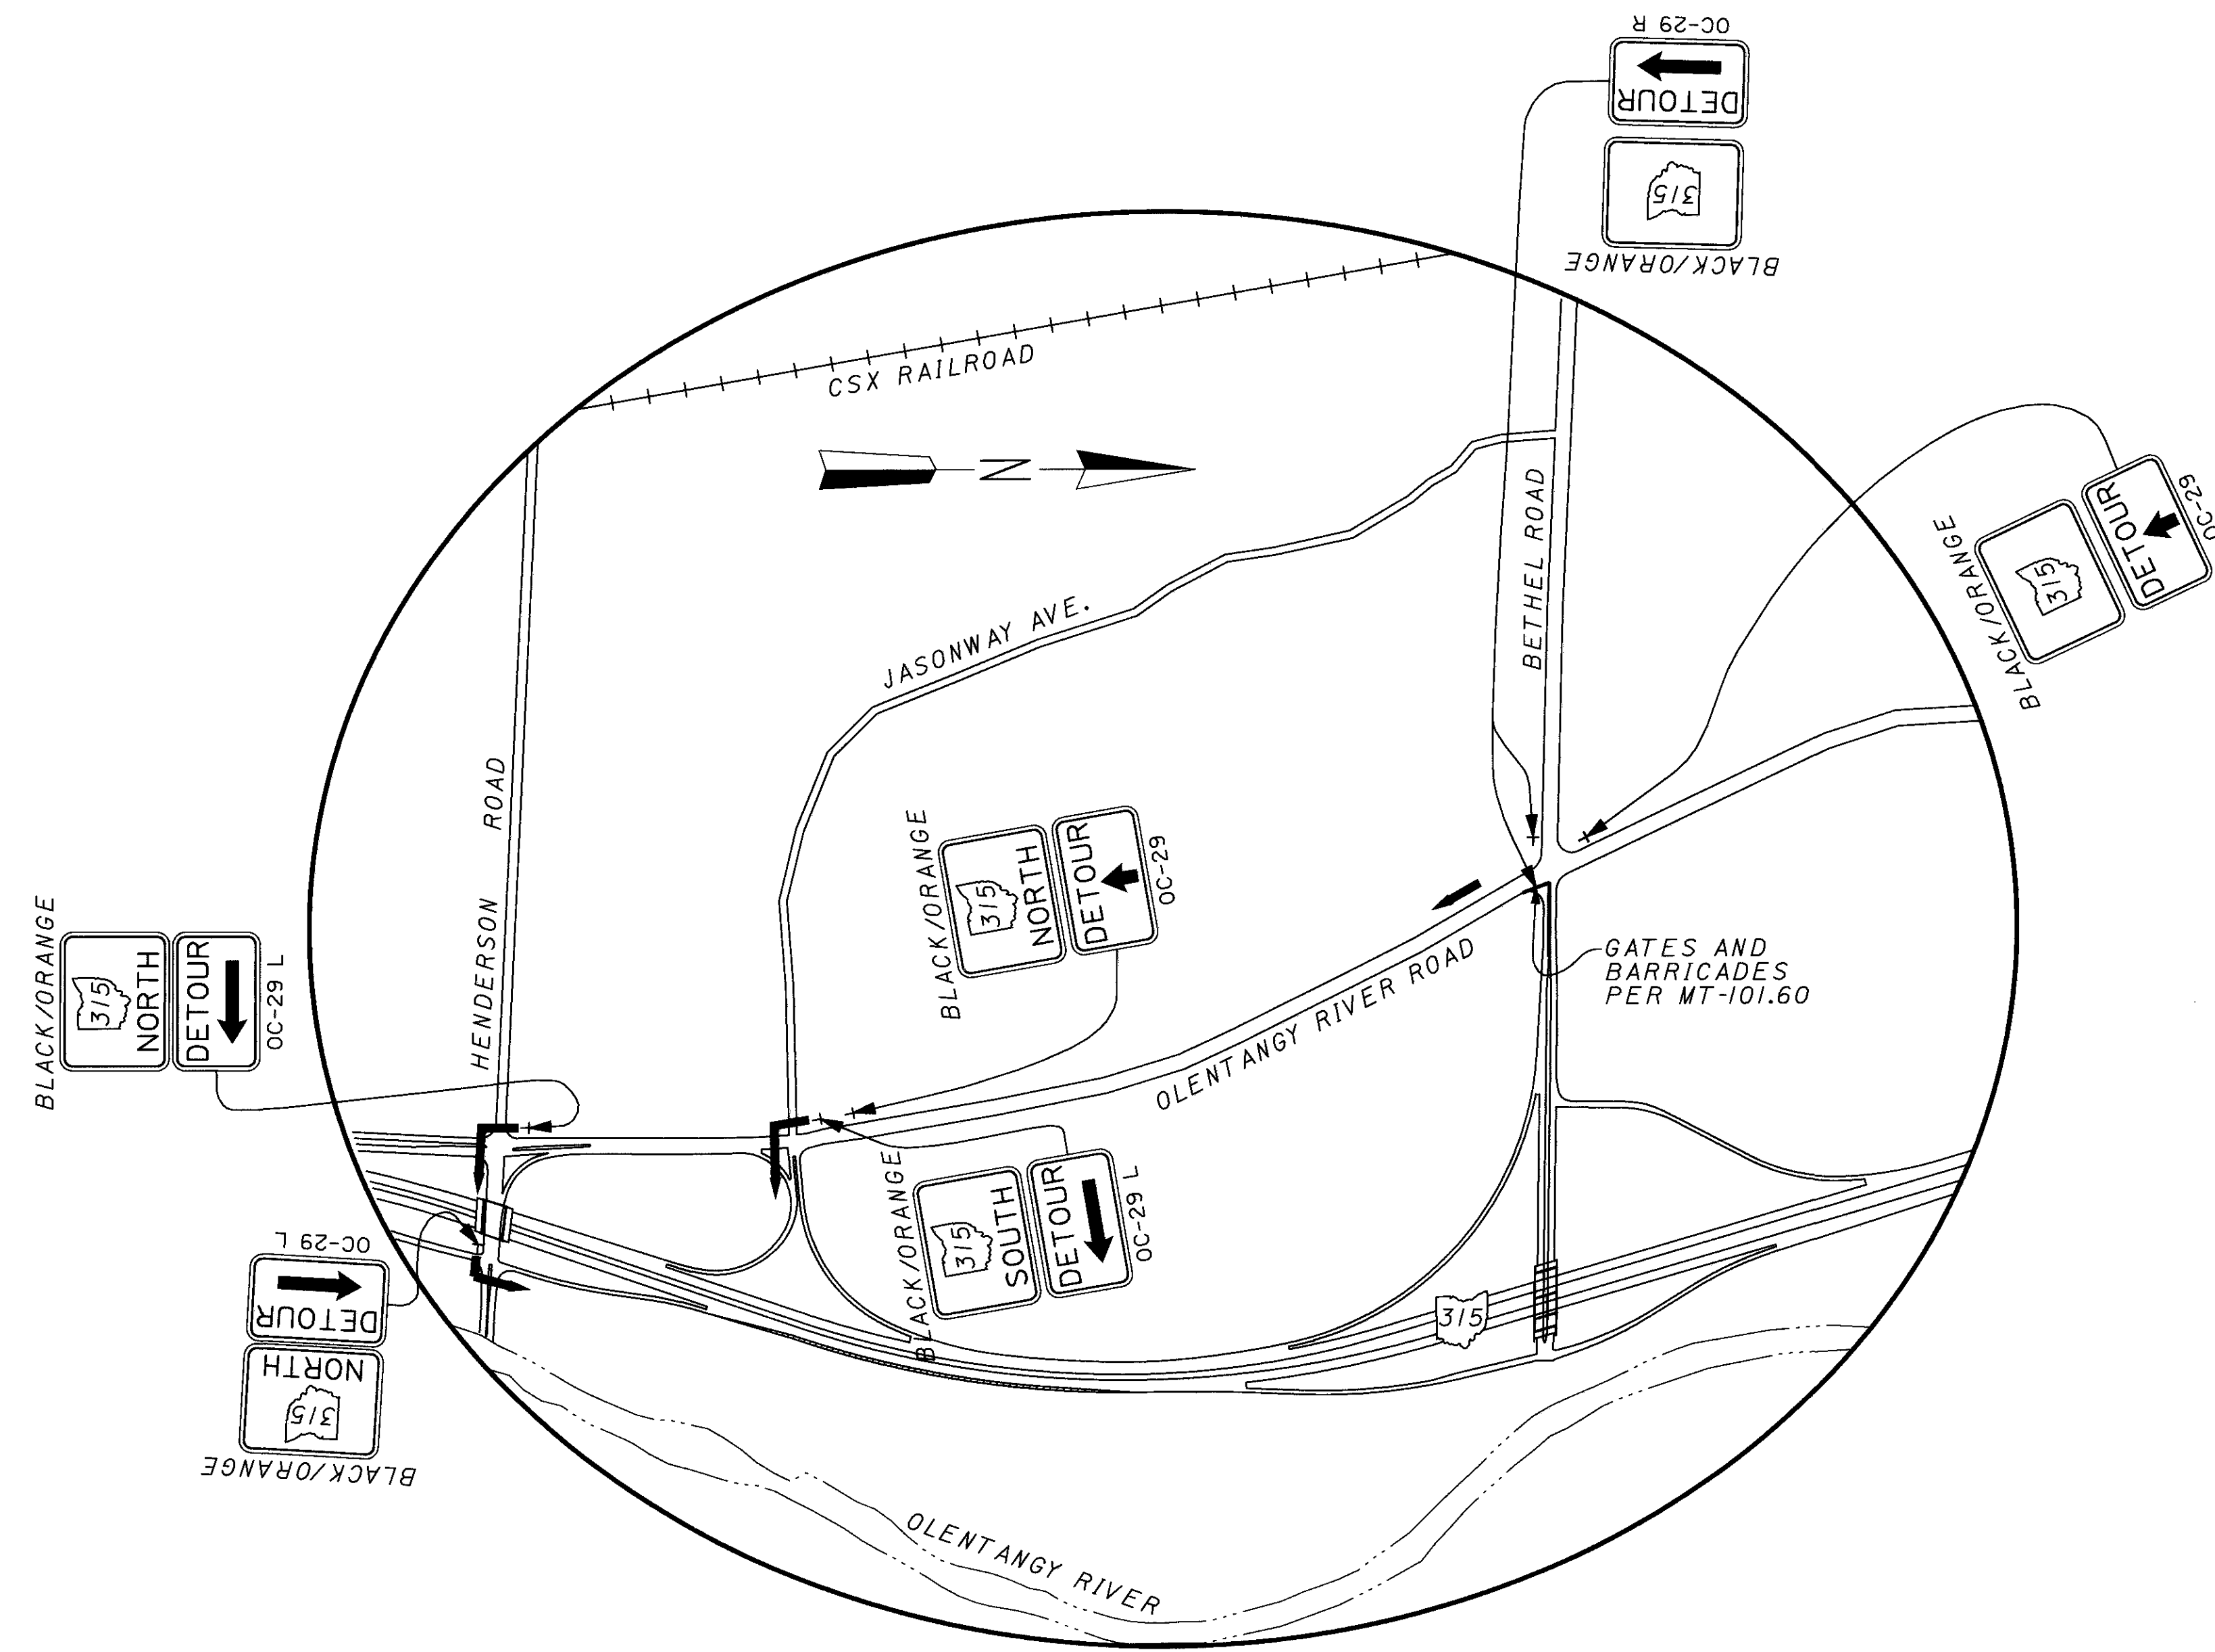 OC-29 R
DETOUR
315
BLACK/ORANGE
CSX RAILROAD
N
BETHEL ROAD
JASONWAY AVE.
DETOUR
OC-29
315
BLACK/ORANGE
HENDERSON ROAD
BLACK/ORANGE
315
NORTH
DETOUR
OC-29
GATES AND
BARRICADES
PER MT-101.60
OLENTANGY RIVER ROAD
BLACK/ORANGE
315
NORTH
DETOUR
OC-29 L
BLACK/ORANGE
315
SOUTH
DETOUR
OC-29 L
OC-29 L
DETOUR
NORTH
315
BLACK/ORANGE
315
OLENTANGY RIVER